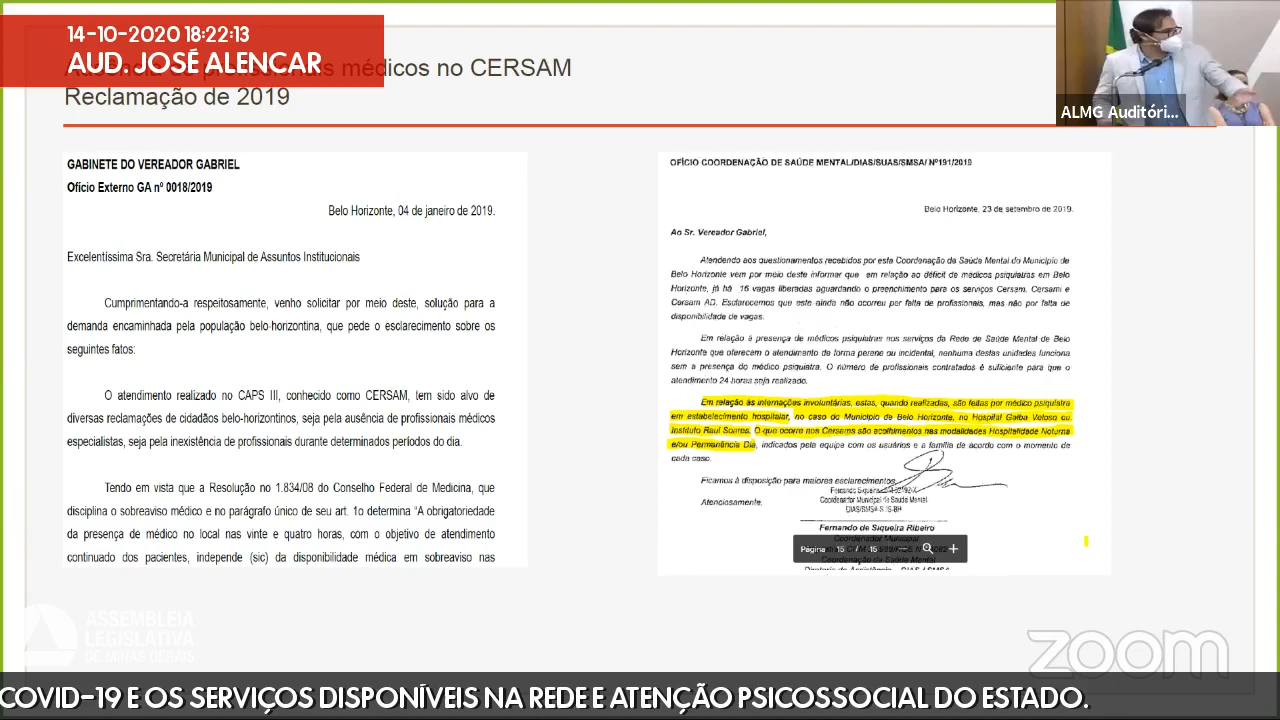 14-10-2020 18:22:13
AUD. JOSÉ ALENCAR
médicos no CERSAM
Reclamação de 2019
ALMG Auditóri...
GABINETE DO VEREADOR GABRIEL
Ofício Externo GA nº 0018/2019
Belo Horizonte, 04 de janeiro de 2019.
Excelentíssima Sra. Secretária Municipal de Assuntos Institucionais
Cumprimentando-a respeitosamente, venho solicitar por meio deste, solução para a
demanda encaminhada pela população belo-horizontina, que pede o esclarecimento sobre os
seguintes fatos:
O atendimento realizado no CAPS III, conhecido como CERSAM, tem sido alvo de
diversas reclamações de cidadãos belo-horizontinos, seja pela ausência de profissionais médicos
especialistas, seja pela inexistência de profissionais durante determinados períodos do dia.
Tendo em vista que a Resolução no 1.834/08 do Conselho Federal de Medicina, que
disciplina o sobreaviso médico e no parágrafo único de seu art. 1o determina "A obrigatoriedade
da presença de médico no local nas vinte e quatro horas, com o objetivo de atendimento
continuado dos pacientes, independe (sic) da disponibilidade médica em sobreaviso nas
OFÍCIO COORDENAÇÃO DE SAÚDE MENTAL/DIAS/SUAS/SMSA/ Nº191/2019
Belo Horizonte, 23 de setembro de 2019.
Ao Sr. Vereador Gabriel,
Atendendo aos questionamentos recebidos por esta Coordenação de Saúde Mental do Município de
Belo Horizonte vem por meio deste informar que em relação ao déficit de médicos psiquiatras em Belo
Horizonte, já há 16 vagas liberadas aguardando o preenchimento para os serviços Cersam, Cersami e
Cersam AD. Esclarecemos que este ainda não ocorreu por falta de profissionais, mas não por falta de
disponibilidade de vagas.
Em relação à presença de médicos psiquiatras nos serviços da Rede de Saúde Mental de Belo
Horizonte que oferecem o atendimento de forma perene ou incidental, nenhuma destas unidades funciona
sem a presença do médico psiquiatra. O número de profissionais contratados é suficiente para que o
atendimento 24 horas seja realizado.
Em relação às internações involuntárias, estas, quando realizadas, são feitas por médico psiquiatra
em estabelecimento hospitalar, no caso do Município de Belo Horizonte, no Hospital Galba Veloso ou
Instituto Raul Soares. O que ocorre nos Cersams são acolhimentos nas modalidades Hospitalidade Noturna
e/ou Permanência Dia, indicados pela equipe com os usuários e a família de acordo com o momento de
cada caso.
Ficamos à disposição para maiores esclarecimentos,
Atenciosamente,
Coordenador Municipal de Saúde Mental
Fernando de Siqueira Ribeiro
Coordenador Municipal
Página 15 / 15
Coordenação de Saúde Mental
ASSEMBLEIA
LEGISLATIVA
DE MINAS GERAIS
zoom
COVID-19 E OS SERVIÇOS DISPONÍVEIS NA REDE E ATENÇÃO PSICOSSOCIAL DO ESTADO.